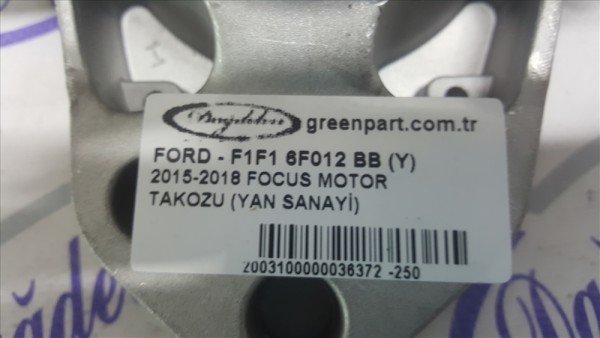 greenpart.com.tr
FORD - F1F1 6F012 BB (Y)
2015-2018 FOCUS MOTOR
TAKOZU (YAN SANAYİ)
2003100000036372 -250